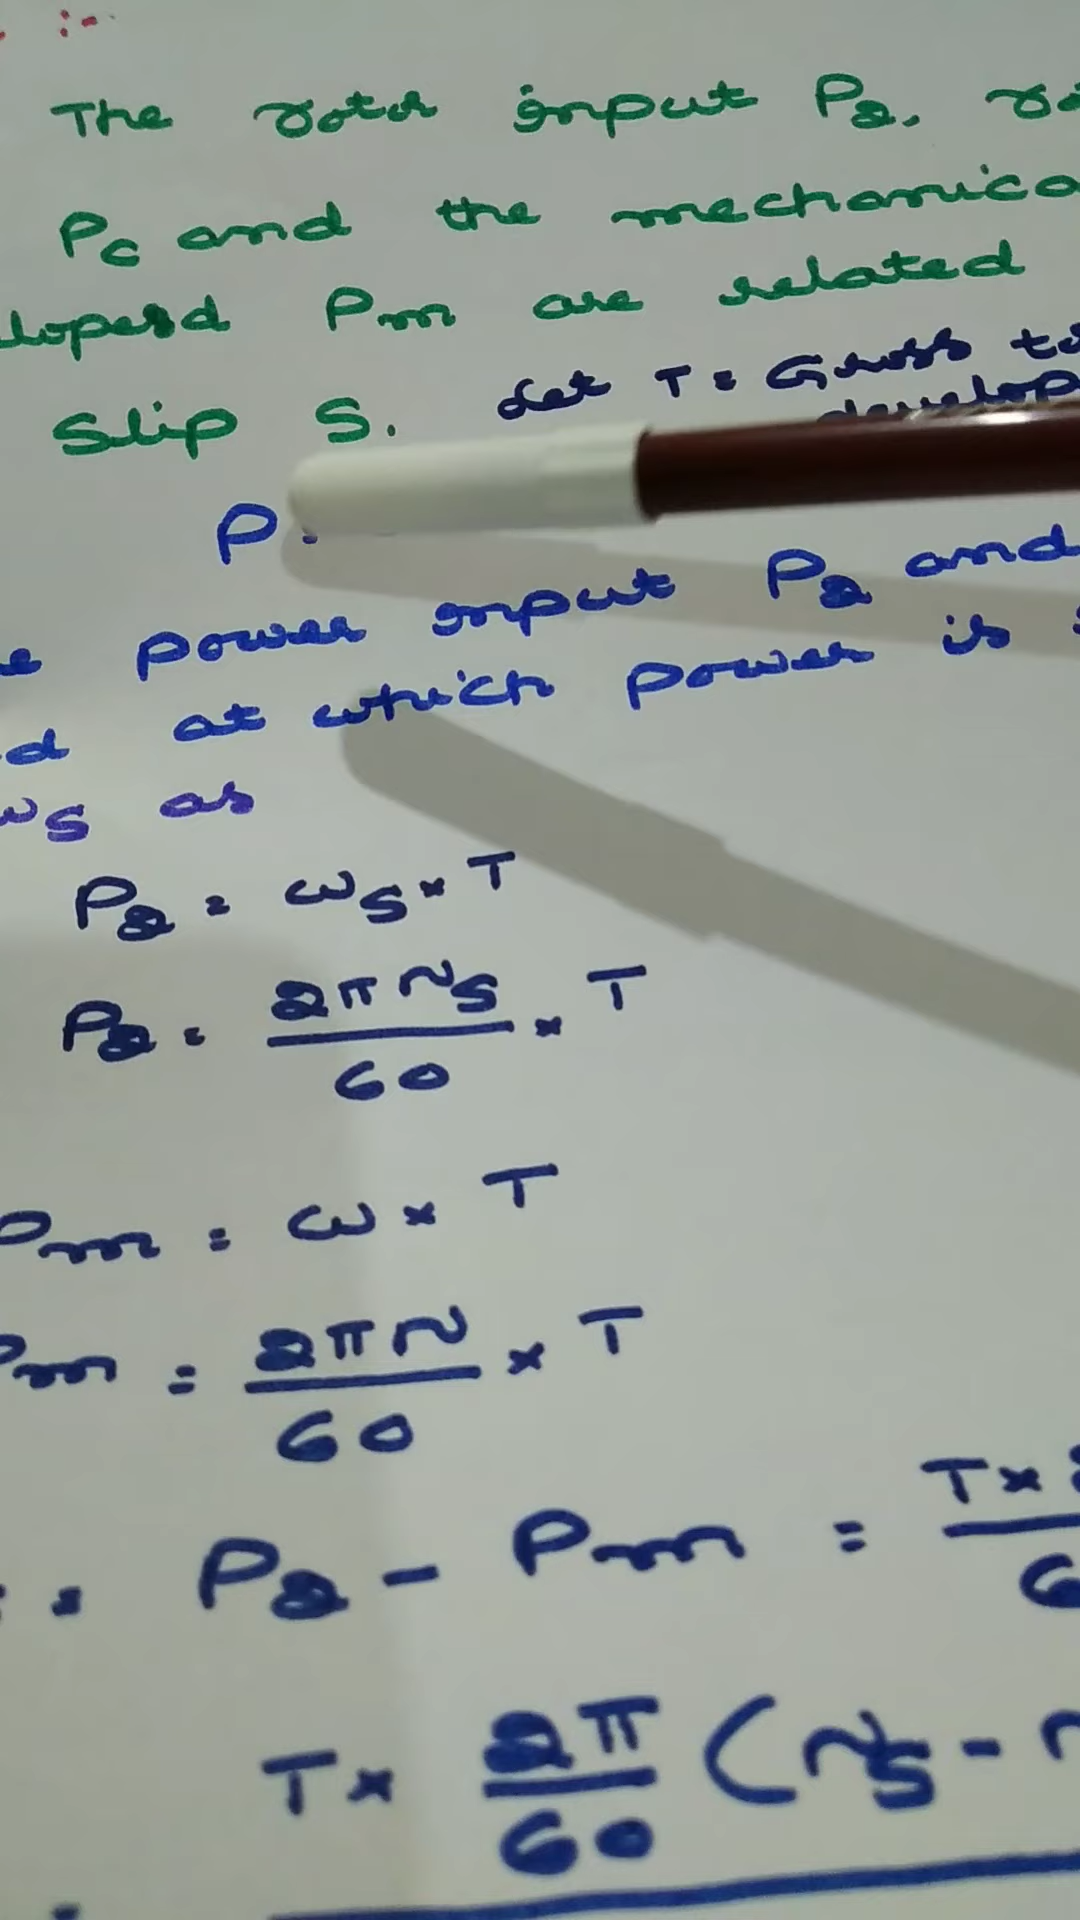 :-
The rotor input P2,
Pc and the mechanica
loperd Pm are related
Slip S. Let T = Gross to
develop
P =
power input P2 and
at which power is
ωs as
P2 = ωs × T
P2 = 2πNs/60 × T
Pm = ω × T
Pm = 2πN/60 × T
= P2 - Pm = T ×
T × 2π/60 (Ns -